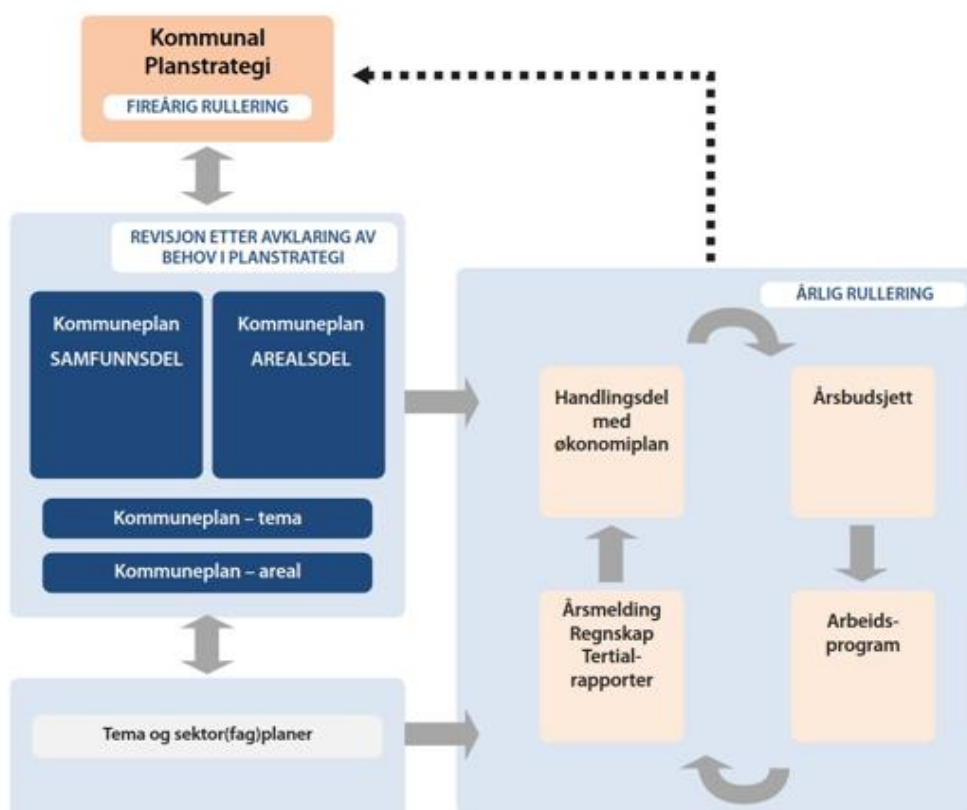 Kommunal
Planstrategi
FIREÅRIG RULLERING
REVISJON ETTER AVKLARING AV
BEHOV I PLANSTRATEGI
Kommuneplan
SAMFUNNSDEL
Kommuneplan
AREALSDEL
Kommuneplan – tema
Kommuneplan – areal
Tema og sektor(fag)planer
ÅRLIG RULLERING
Handlingsdel
med
økonomiplan
Årsbudsjett
Årsmelding
Regnskap
Tertial-
rapporter
Arbeids-
program